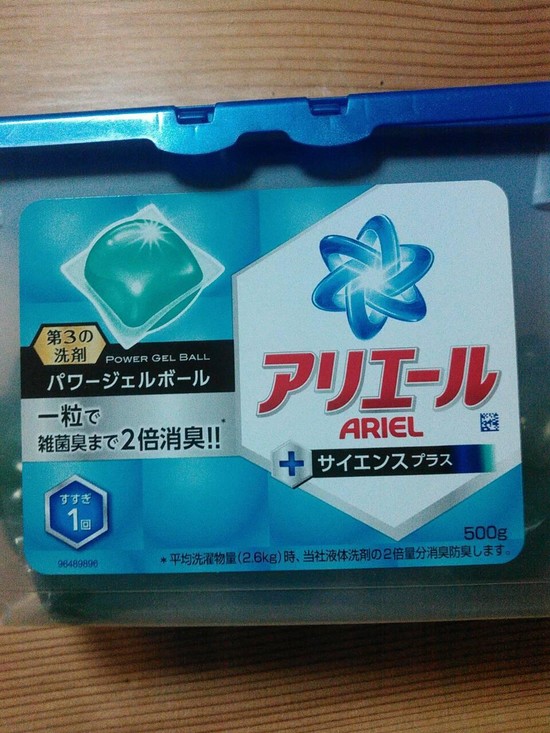 第3の
洗剤
POWER GEL BALL
パワージェルボール
一粒で
雑菌臭まで2倍消臭!!*
すすぎ
1回
96489896
アリエール
ARIEL
+ サイエンスプラス
500g
*平均洗濯物量(2.6kg)時、当社液体洗剤の2倍量分消臭防臭します。